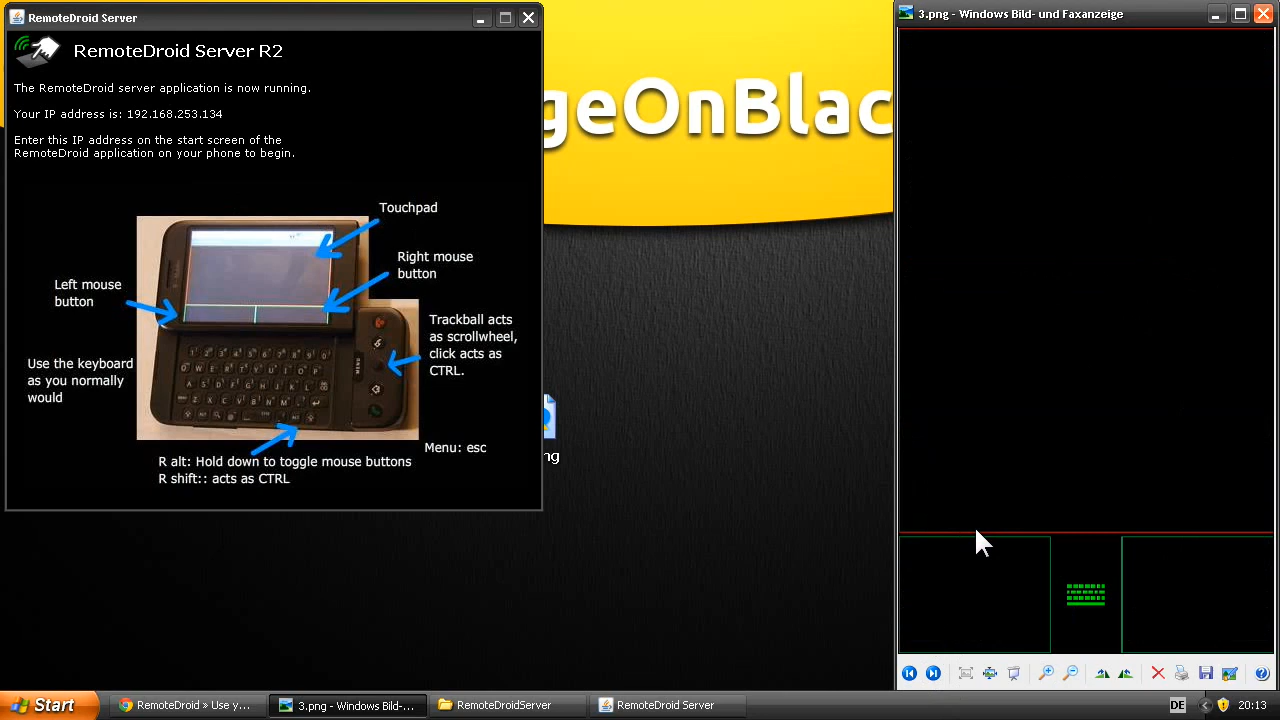 RemoteDroid Server
RemoteDroid Server R2
The RemoteDroid server application is now running.
Your IP address is: 192.168.253.134
Enter this IP address on the start screen of the
RemoteDroid application on your phone to begin.
Touchpad
Right mouse
button
Left mouse
button
Trackball acts
as scrollwheel,
click acts as
CTRL.
Use the keyboard
as you normally
would
Menu: esc
R alt: Hold down to toggle mouse buttons
R shift:: acts as CTRL
MENU
geOnBlac
ng
3.png - Windows Bild- und Faxanzeige
Start
RemoteDroid » Use y...
3.png - Windows Bild-...
RemoteDroidServer
RemoteDroid Server
DE
20:13